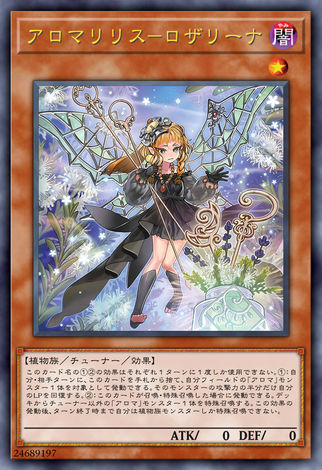 アロマリリス－ロザリーナ
闇
やみ
【植物族／チューナー／効果】
このカード名の①②の効果はそれぞれ１ターンに１度しか使用できない。①：自
分・相手ターンに、このカードを手札から捨て、自分フィールドの「アロマ」モン
スター１体を対象として発動できる。そのモンスターの攻撃力の半分だけ自分
のLPを回復する。②：このカードが召喚・特殊召喚した場合に発動できる。デッ
キからチューナー以外の「アロマ」モンスター１体を特殊召喚する。この効果
の発動後、ターン終了時まで自分は植物族モンスターしか特殊召喚できない。
ATK/ 0 DEF/ 0
24689197